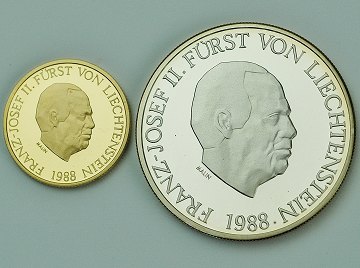 FRANZ-JOSEF II. FÜRST VON LIECHTENSTEIN
1988
FRANZ-JOSEF II. FÜRST VON LIECHTENSTEIN
1988.